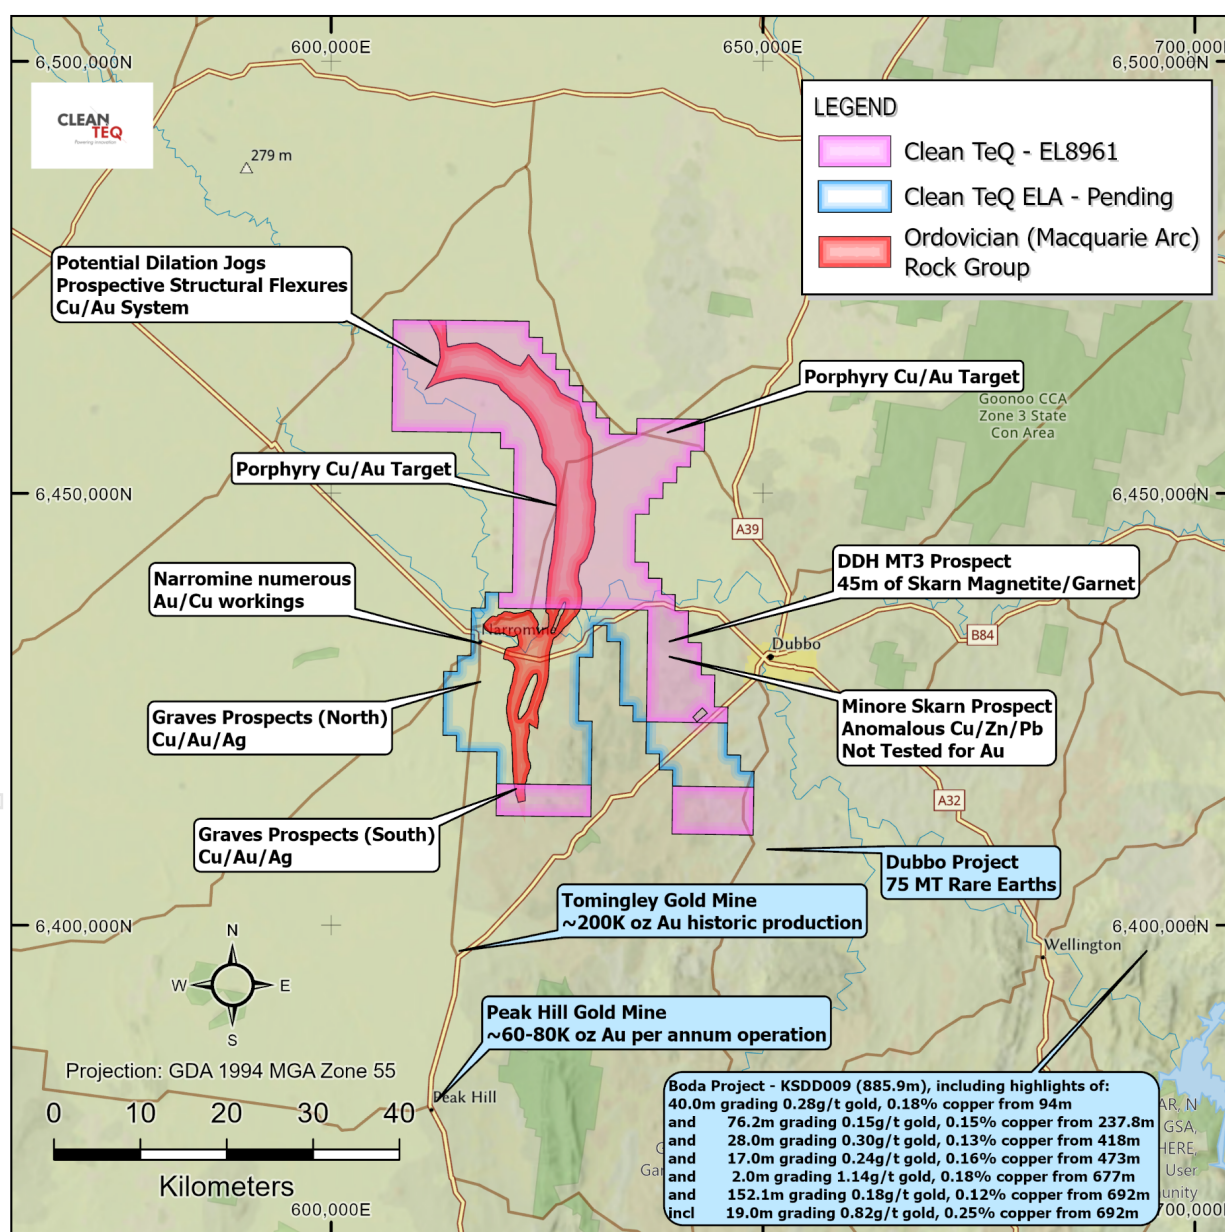 600,000E
650,000E
700,000
6,500,000N
6,500,000N
CLEAN
TEQ
Powering innovation
279 m
LEGEND
Clean TeQ - EL8961
Clean TeQ ELA - Pending
Ordovician (Macquarie Arc)
Rock Group
Potential Dilation Jogs
Prospective Structural Flexures
Cu/Au System
Porphyry Cu/Au Target
Goonoo CCA
Zone 3 State
Con Area
Porphyry Cu/Au Target
6,450,000N
6,450,000N
A39
DDH MT3 Prospect
45m of Skarn Magnetite/Garnet
Narromine numerous
Au/Cu workings
Narromine
B84
Dubbo
Graves Prospects (North)
Cu/Au/Ag
Minore Skarn Prospect
Anomalous Cu/Zn/Pb
Not Tested for Au
A32
Graves Prospects (South)
Cu/Au/Ag
Dubbo Project
75 MT Rare Earths
Tomingley Gold Mine
~200K oz Au historic production
6,400,000N
6,400,000N
Wellington
N
W
E
S
Peak Hill Gold Mine
~60-80K oz Au per annum operation
Projection: GDA 1994 MGA Zone 55
0 10 20 40
Kilometers
Peak Hill
Boda Project - KSDD009 (885.9m), including highlights of:
40.0m grading 0.28g/t gold, 0.18% copper from 94m
and 76.2m grading 0.15g/t gold, 0.15% copper from 237.8m
and 28.0m grading 0.30g/t gold, 0.13% copper from 418m
and 17.0m grading 0.24g/t gold, 0.16% copper from 473m
and 2.0m grading 1.14g/t gold, 0.18% copper from 677m
and 152.1m grading 0.18g/t gold, 0.12% copper from 692m
incl 19.0m grading 0.82g/t gold, 0.25% copper from 692m
AR, N
GSA,
HERE,
User
unity
600,000E
700,000